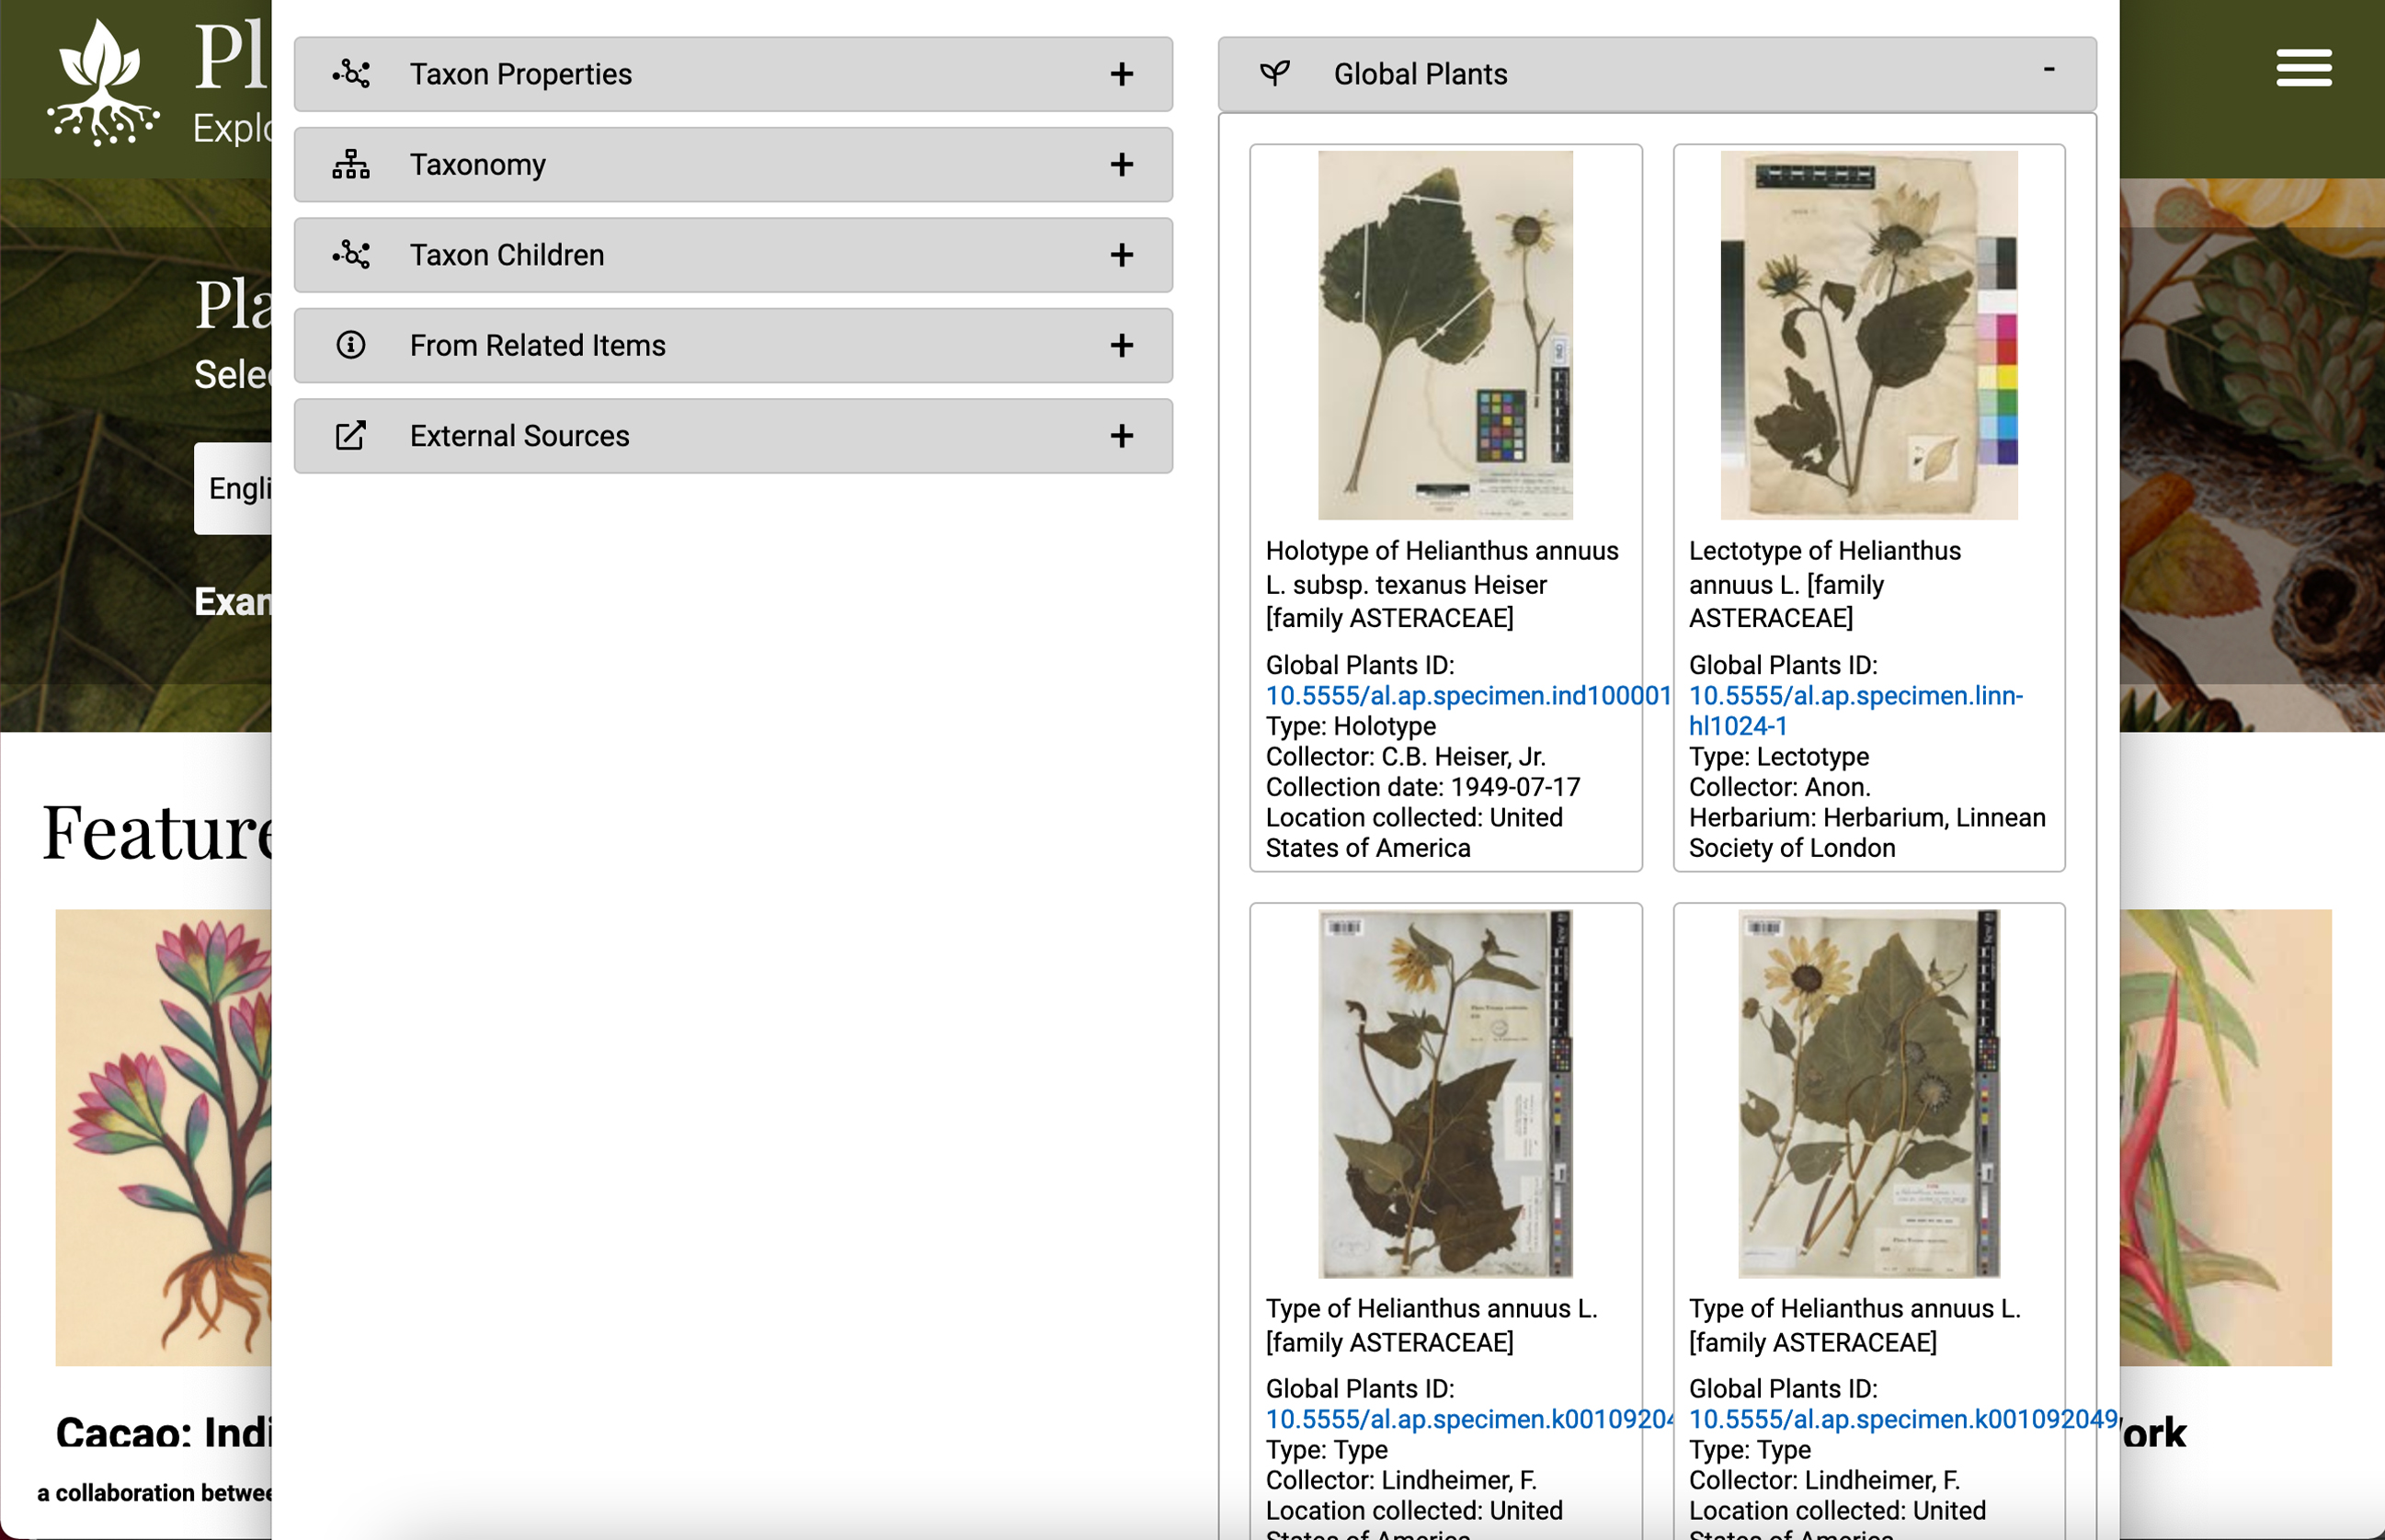 Pl
Explo
Pla
Sele
Engli
Exam
Feature
Cacao: Indi
a collaboration betwee
Taxon Properties +
Taxonomy +
Taxon Children +
From Related Items +
External Sources +
Global Plants -
Holotype of Helianthus annuus
L. subsp. texanus Heiser
[family ASTERACEAE]
Global Plants ID:
10.5555/al.ap.specimen.ind100001
Type: Holotype
Collector: C.B. Heiser, Jr.
Collection date: 1949-07-17
Location collected: United
States of America
Lectotype of Helianthus
annuus L. [family
ASTERACEAE]
Global Plants ID:
10.5555/al.ap.specimen.linn-
hl1024-1
Type: Lectotype
Collector: Anon.
Herbarium: Herbarium, Linnean
Society of London
Type of Helianthus annuus L.
[family ASTERACEAE]
Global Plants ID:
10.5555/al.ap.specimen.k00109204
Type: Type
Collector: Lindheimer, F.
Location collected: United
States of America
Type of Helianthus annuus L.
[family ASTERACEAE]
Global Plants ID:
10.5555/al.ap.specimen.k001092049
Type: Type
Collector: Lindheimer, F.
Location collected: United
States of America
ork